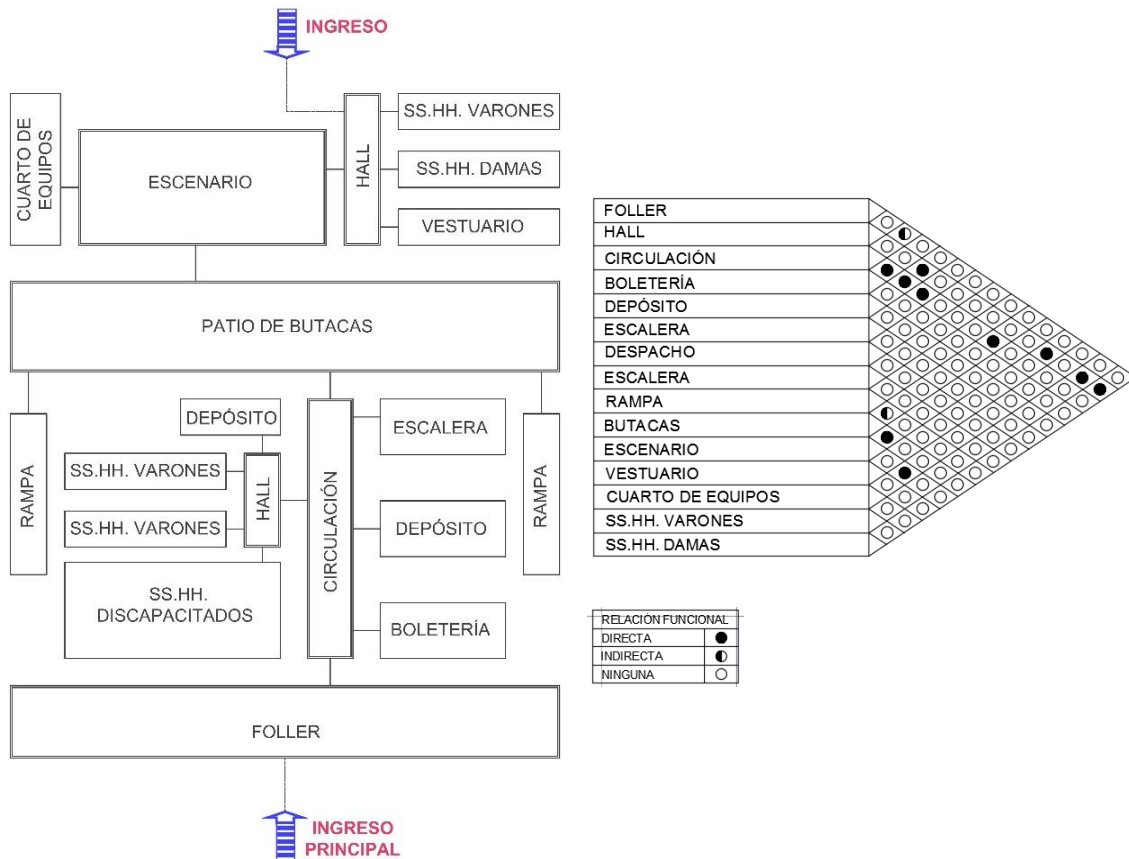 INGRESO
CUARTO DE
EQUIPOS
ESCENARIO
HALL
SS.HH. VARONES
SS.HH. DAMAS
VESTUARIO
PATIO DE BUTACAS
RAMPA
DEPÓSITO
SS.HH. VARONES
SS.HH. VARONES
HALL
SS.HH.
DISCAPACITADOS
CIRCULACIÓN
ESCALERA
DEPÓSITO
BOLETERÍA
RAMPA
FOLLER
INGRESO
PRINCIPAL
FOLLER
HALL
CIRCULACIÓN
BOLETERÍA
DEPÓSITO
ESCALERA
DESPACHO
ESCALERA
RAMPA
BUTACAS
ESCENARIO
VESTUARIO
CUARTO DE EQUIPOS
SS.HH. VARONES
SS.HH. DAMAS
RELACIÓN FUNCIONAL
DIRECTA
INDIRECTA
NINGUNA